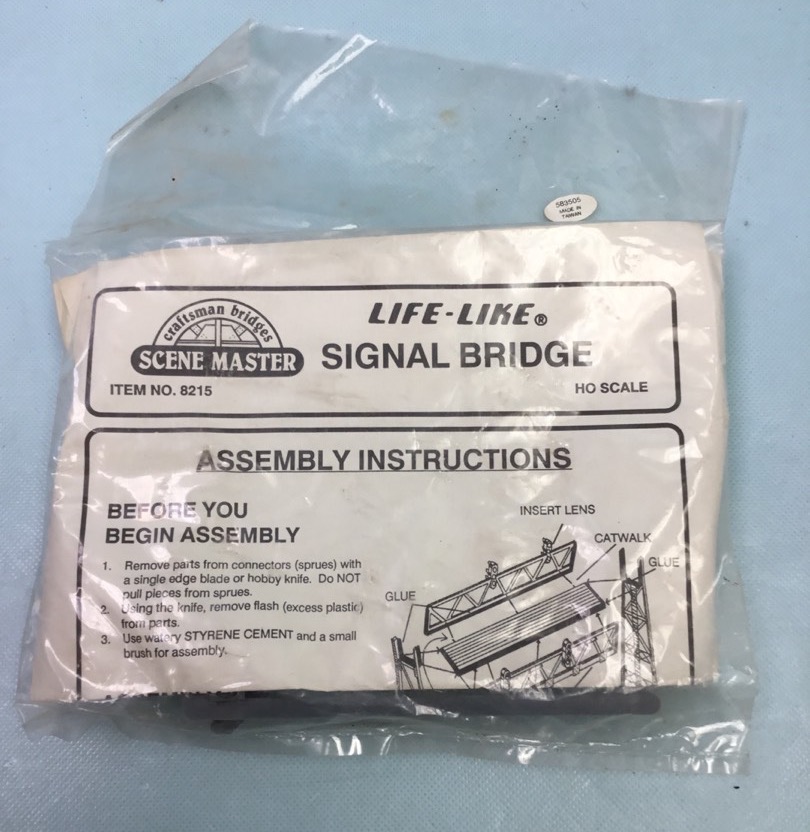 583505
MADE IN
TAIWAN
craftsman bridges
SCENE MASTER
LIFE-LIKE®
SIGNAL BRIDGE
ITEM NO. 8215
HO SCALE
ASSEMBLY INSTRUCTIONS
BEFORE YOU
BEGIN ASSEMBLY
1. Remove parts from connectors (sprues) with
a single edge blade or hobby knife. Do NOT
pull pieces from sprues.
2. Using the knife, remove flash (excess plastic)
from parts.
3. Use watery STYRENE CEMENT and a small
brush for assembly.
INSERT LENS
CATWALK
GLUE
GLUE